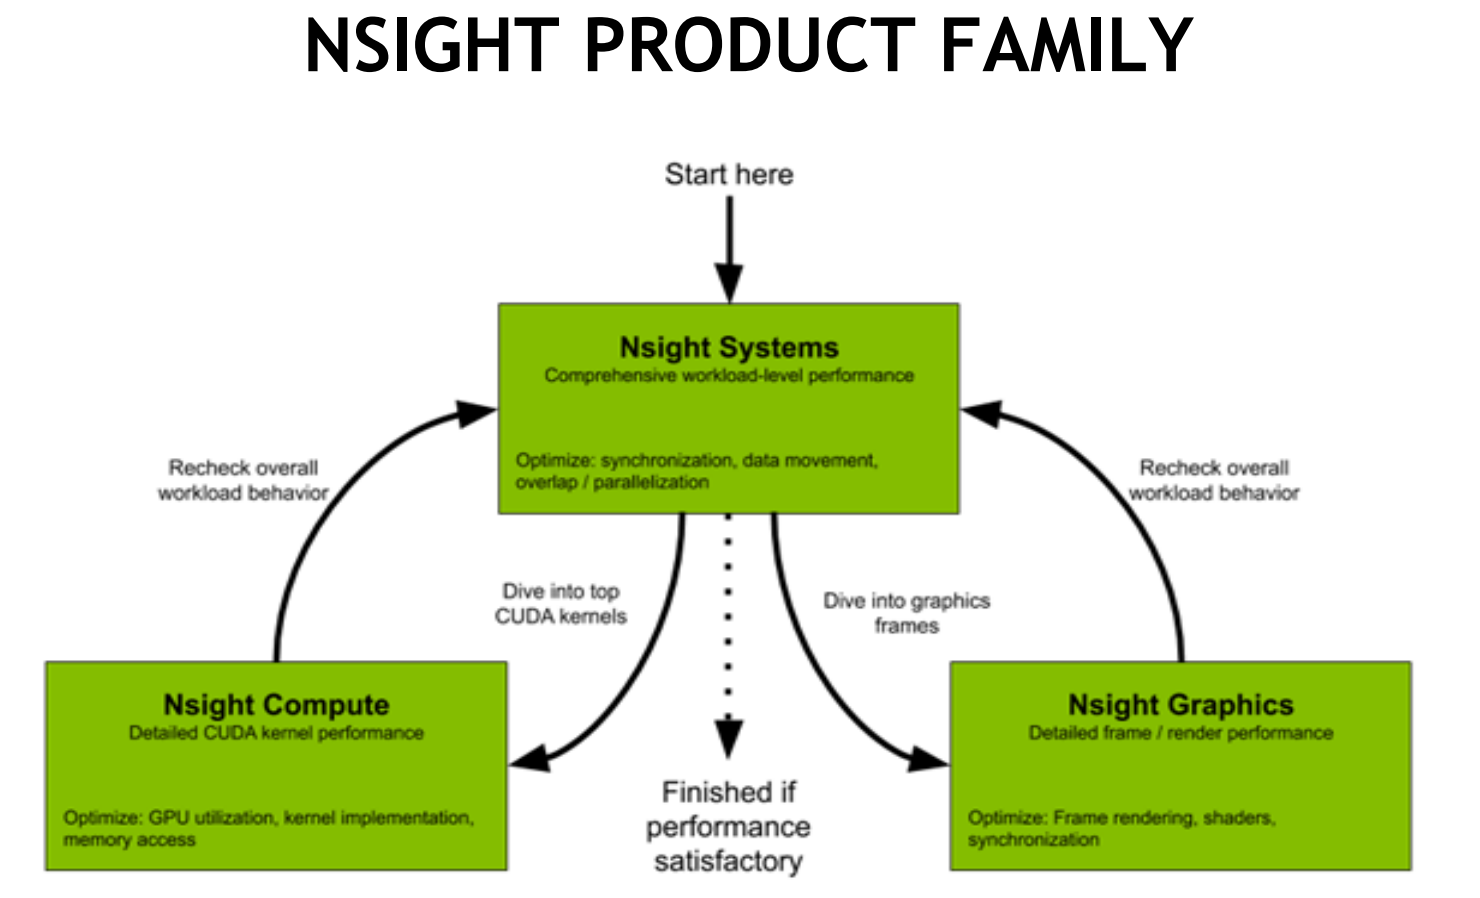 NSIGHT PRODUCT FAMILY
Start here
Nsight Systems
Comprehensive workload-level performance
Optimize: synchronization, data movement,
overlap / parallelization
Recheck overall
workload behavior
Recheck overall
workload behavior
Dive into top
CUDA kernels
Dive into graphics
frames
Nsight Compute
Detailed CUDA kernel performance
Optimize: GPU utilization, kernel implementation,
memory access
Finished if
performance
satisfactory
Nsight Graphics
Detailed frame / render performance
Optimize: Frame rendering, shaders,
synchronization